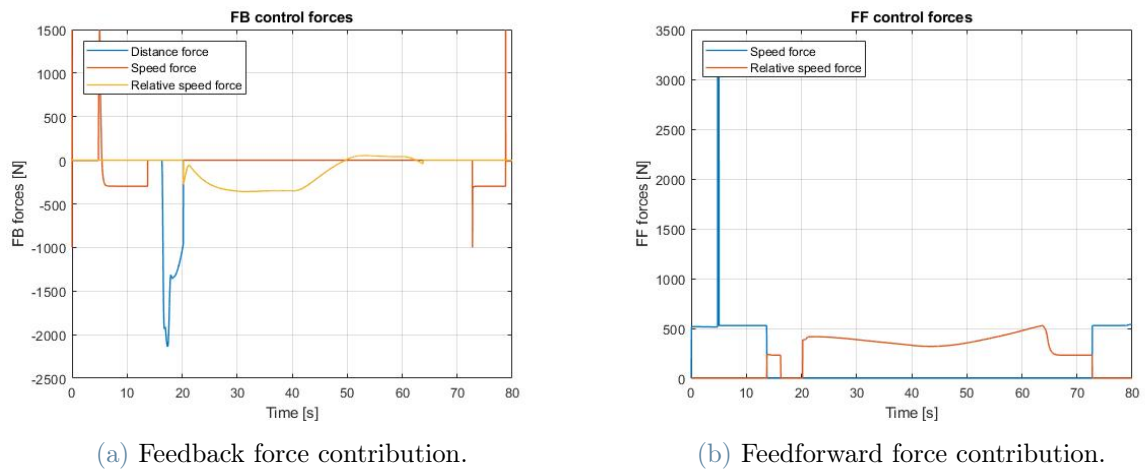 FB control forces
1500
1000
500
0
-500
-1000
-1500
-2000
-2500
FB forces [N]
Distance force
Speed force
Relative speed force
0 10 20 30 40 50 60 70 80
Time [s]
(a) Feedback force contribution.
FF control forces
3500
3000
2500
2000
1500
1000
500
0
FF forces [N]
Speed force
Relative speed force
0 10 20 30 40 50 60 70 80
Time [s]
(b) Feedforward force contribution.